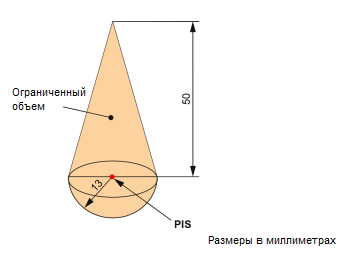 Ограниченный
объем
50
13
PIS
Размеры в миллиметрах